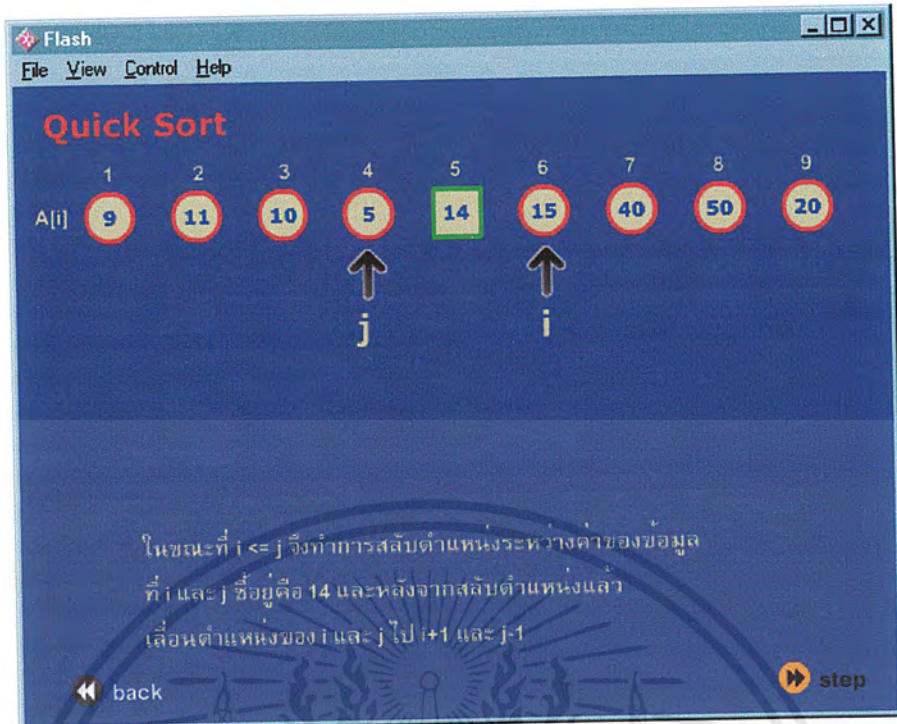 Flash
File View Control Help
Quick Sort
1 2 3 4 5 6 7 8 9
A[i] 9 11 10 5 14 15 40 50 20
j i
ในขณะที่ i <= j จึงทำการสลับตำแหน่งระหว่างค่าของข้อมูล
ที่ i และ j ชี้อยู่คือ 14 และหลังจากสลับตำแหน่งแล้ว
เลื่อนตำแหน่งของ i และ j ไป i+1 และ j-1
back step